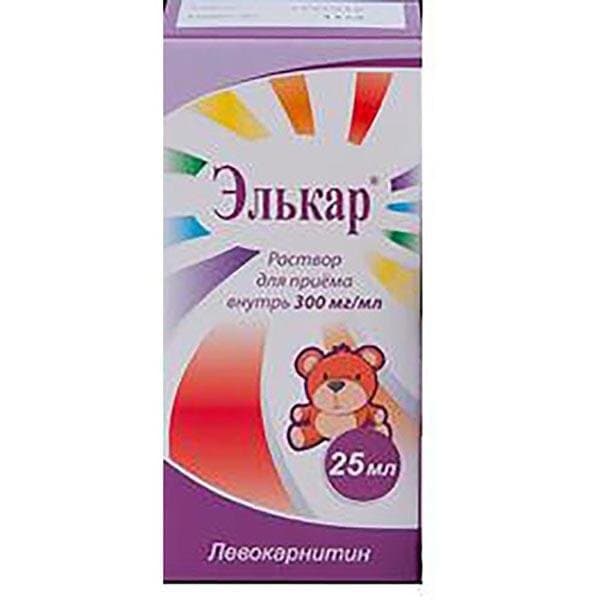 Элькар®
Раствор
для приёма
внутрь 300 мг/мл
25 мл
Левокарнитин